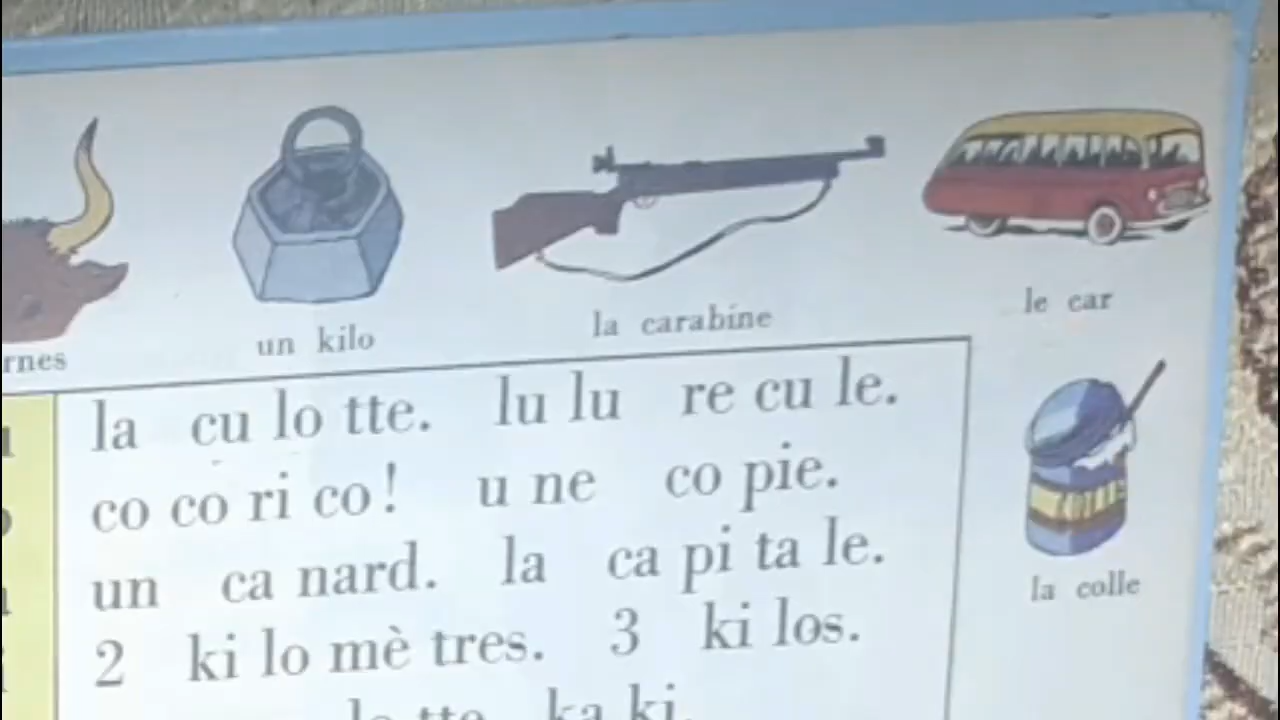 un kilo
la carabine
le car
la cu lo tte. lu lu re cu le.
co co ri co! u ne co pie.
un ca nard. la ca pi ta le.
2 ki lo mè tres. 3 ki los.
ka ki.
la colle